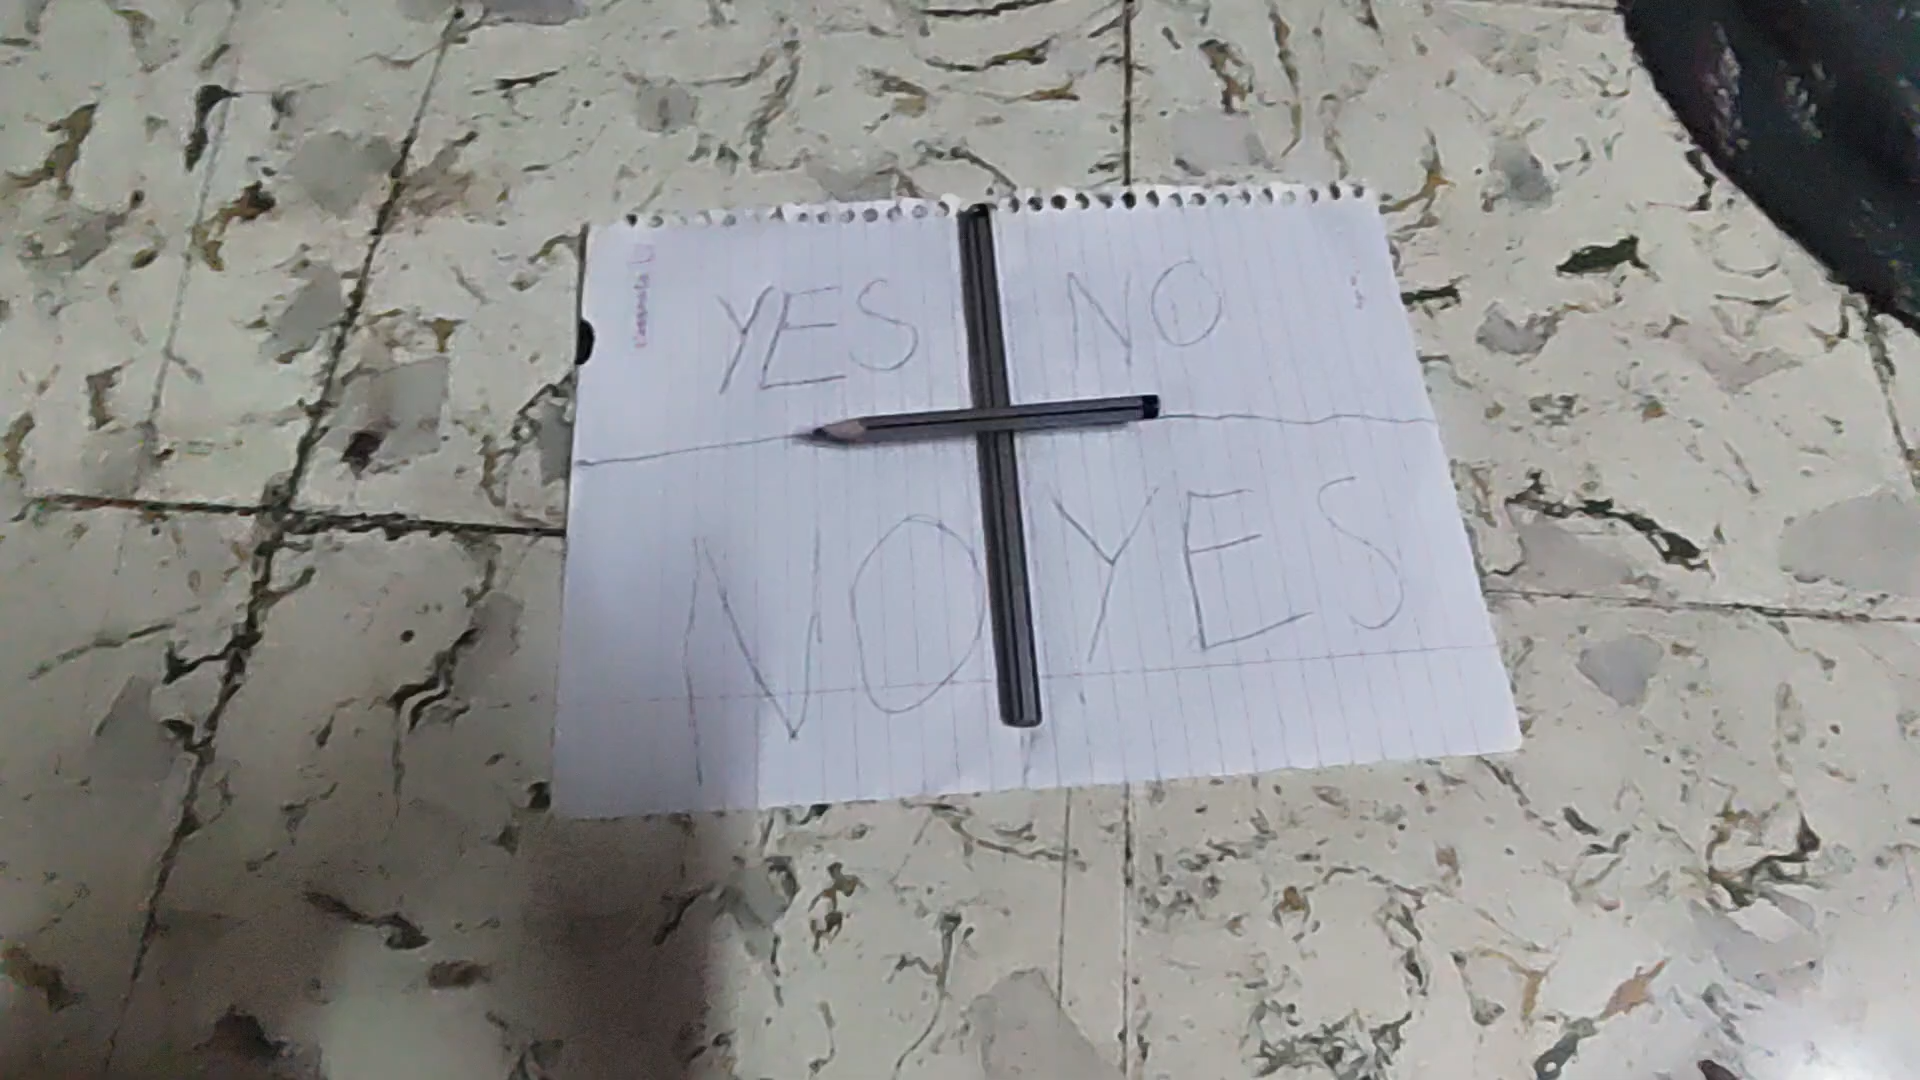 YES NO
NO YES